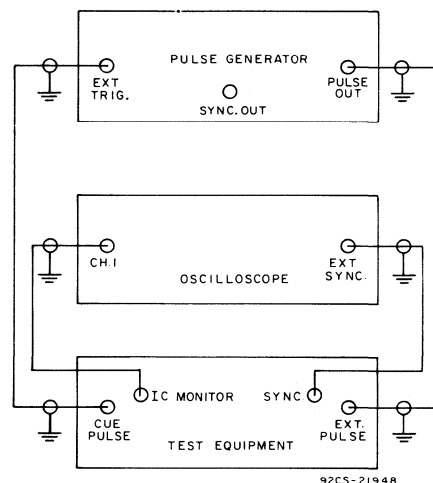 PULSE GENERATOR
EXT
TRIG.
SYNC. OUT
PULSE
OUT
CH. I
OSCILLOSCOPE
EXT
SYNC.
IC MONITOR
SYNC
CUE
PULSE
EXT.
PULSE
TEST EQUIPMENT
92CS-21948